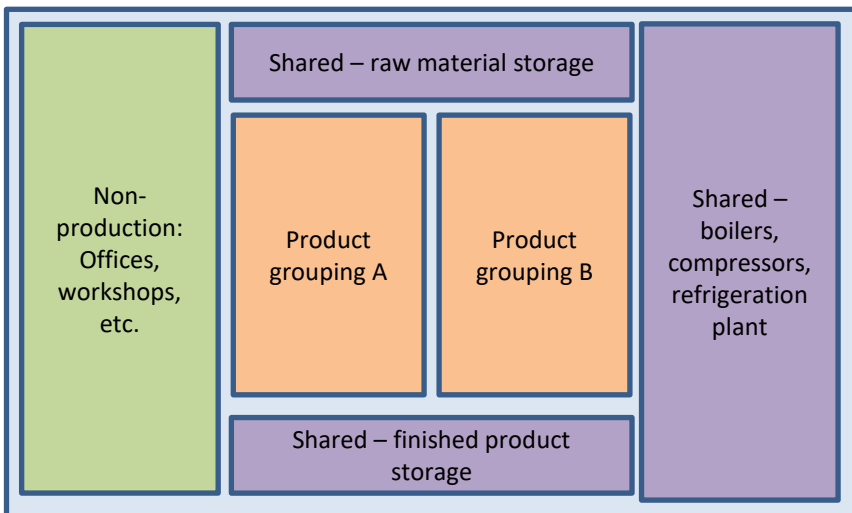 Shared – raw material storage
Non-
production:
Offices,
workshops,
etc.
Product
grouping A
Product
grouping B
Shared –
boilers,
compressors,
refrigeration
plant
Shared – finished product
storage